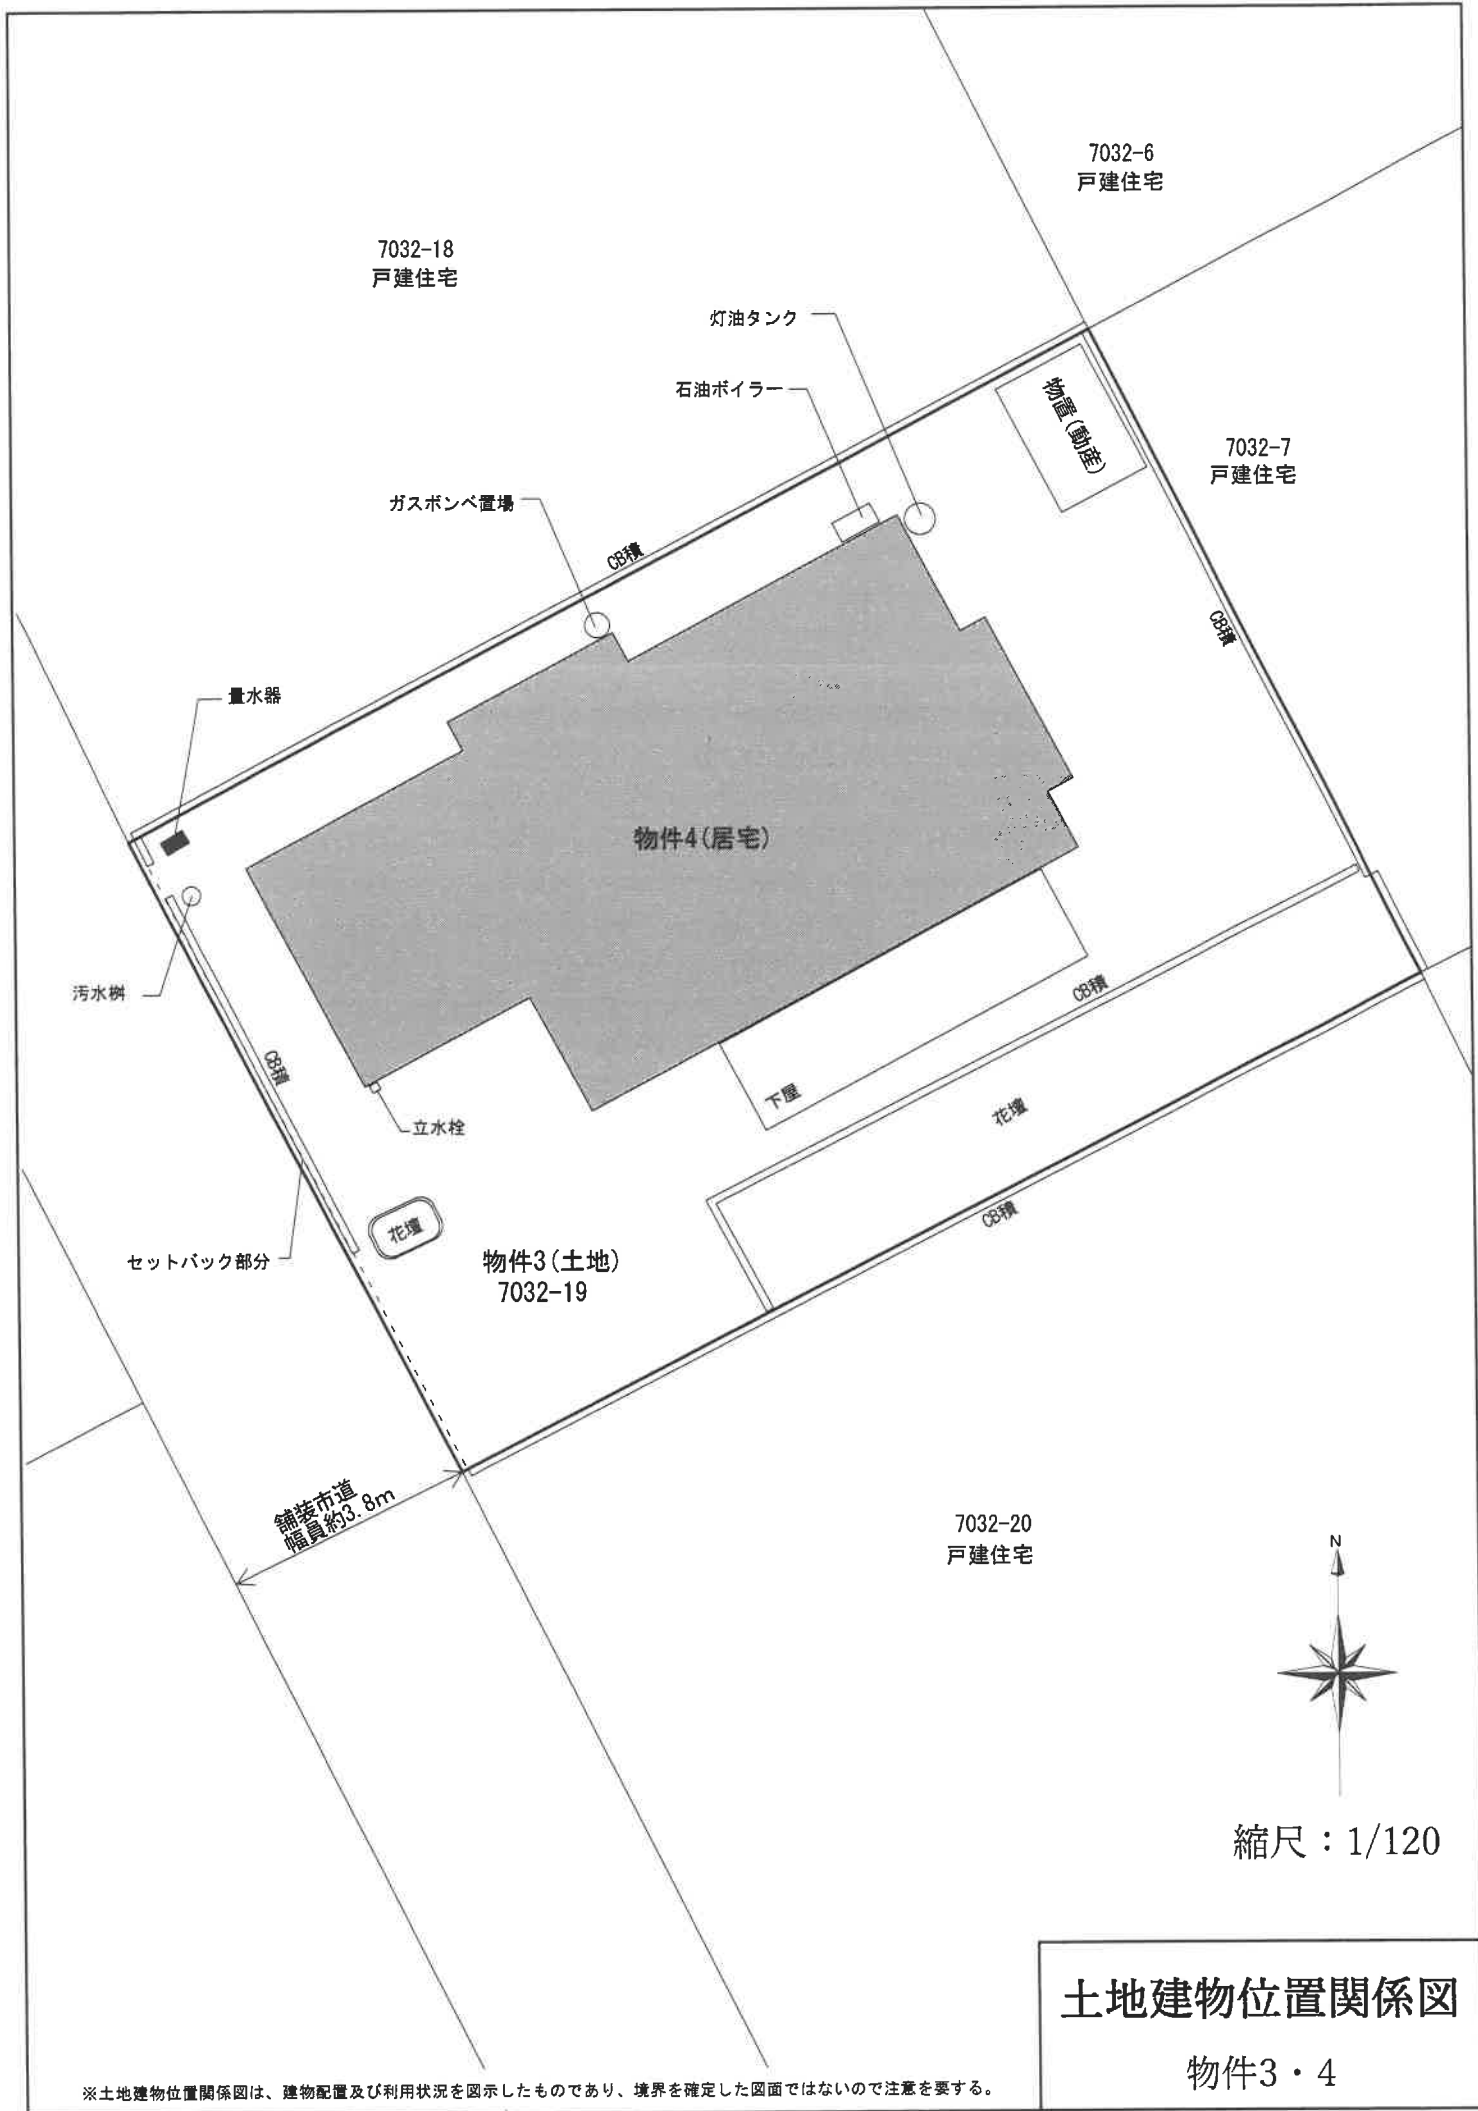 7032-6
戸建住宅
7032-18
戸建住宅
灯油タンク
石油ボイラー
物置(動産)
7032-7
戸建住宅
ガスボンベ置場
CB積
CB積
量水器
物件4(居宅)
汚水桝
CB積
CB積
下屋
花壇
立水栓
花壇
CB積
セットバック部分
物件3(土地)
7032-19
舗装市道
幅員約3.8m
7032-20
戸建住宅
N
縮尺：1/120
土地建物位置関係図
物件3・4
※土地建物位置関係図は、建物配置及び利用状況を図示したものであり、境界を確定した図面ではないので注意を要する。